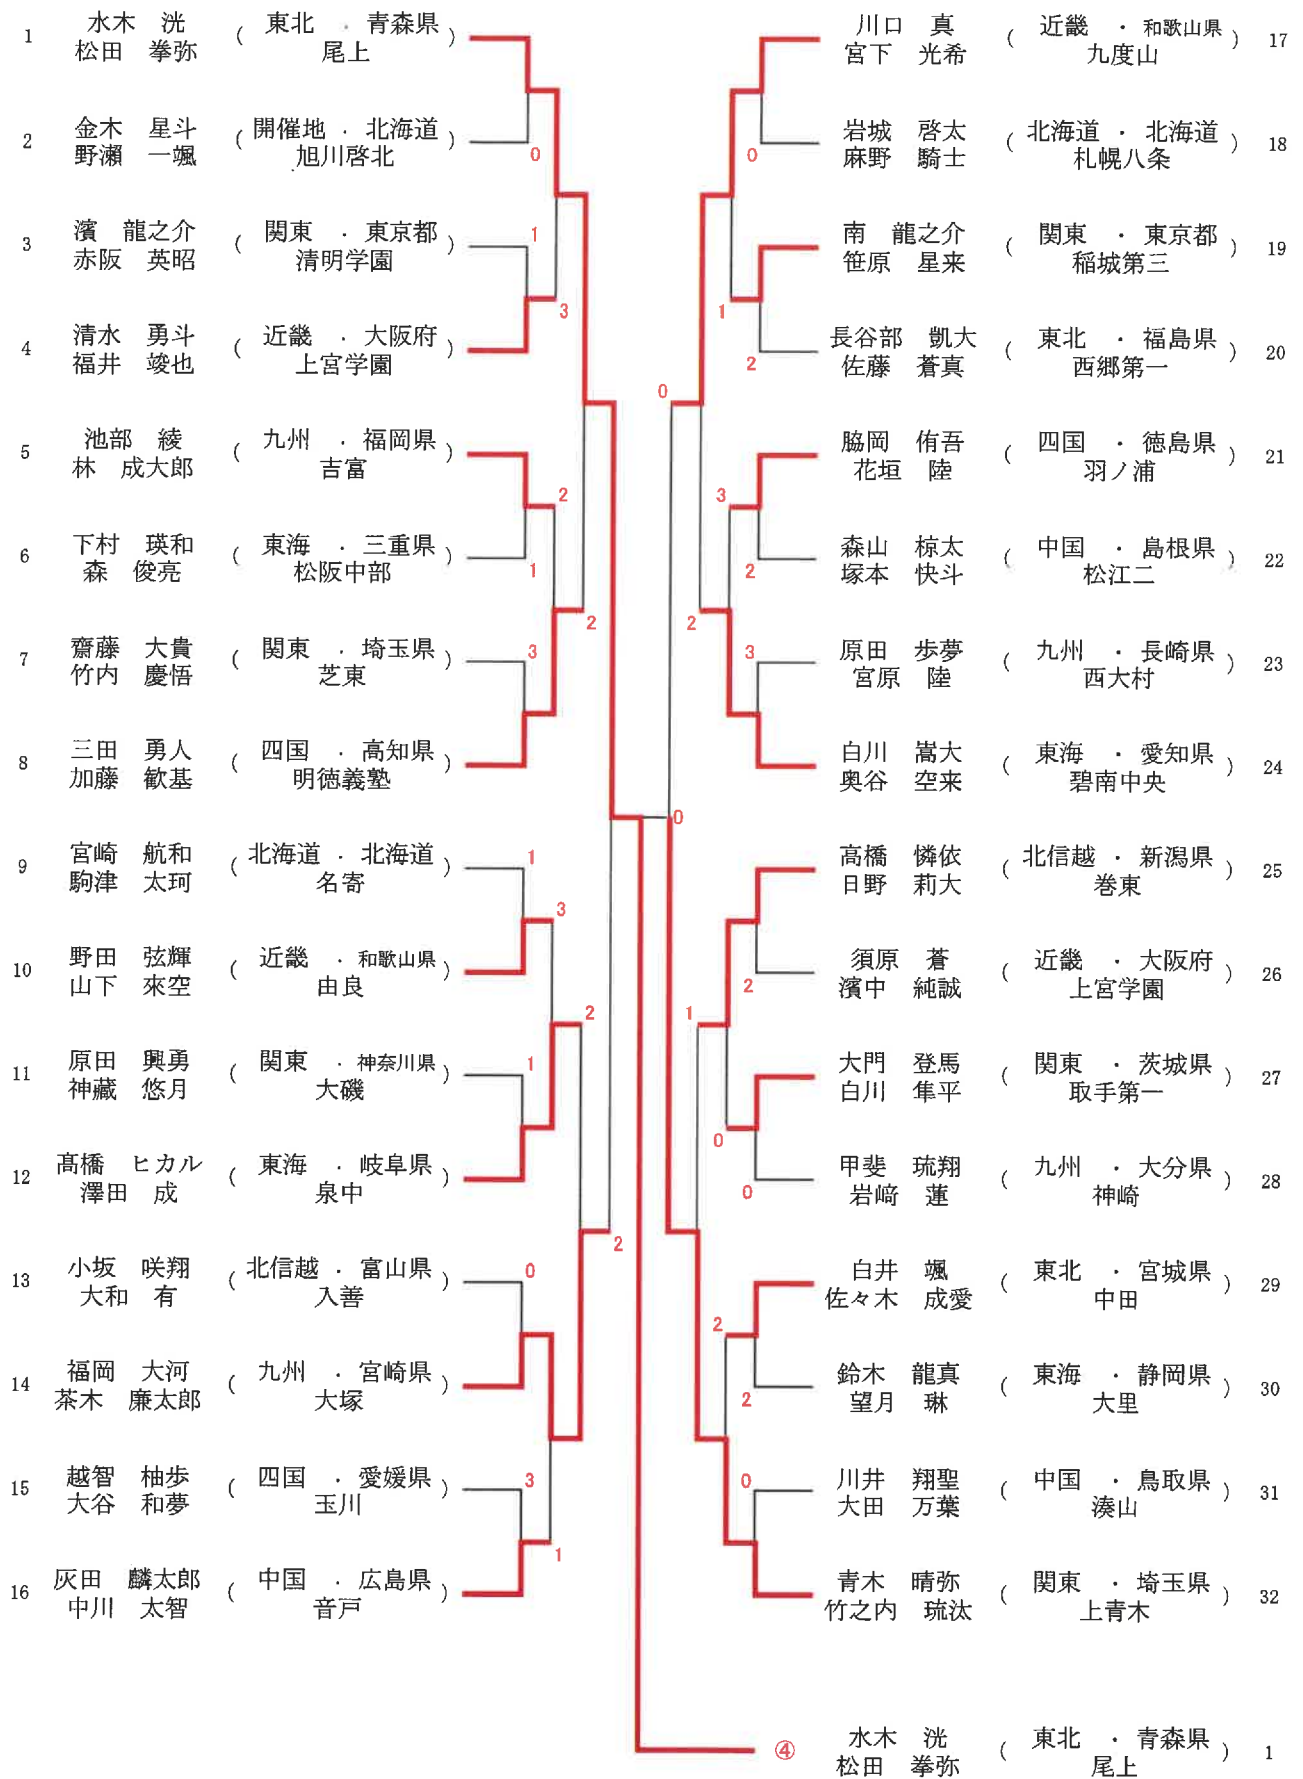 1 水木 洸 ( 東北 ・ 青森県 )
松田 拳弥 尾上
2 金木 星斗 ( 開催地 ・ 北海道 )
野瀬 一颯 旭川啓北
0
3 濱 龍之介 ( 関東 ・ 東京都 )
赤阪 英昭 清明学園
1
4 清水 勇斗 ( 近畿 ・ 大阪府 )
福井 竣也 上宮学園
3
5 池部 綾 ( 九州 ・ 福岡県 )
林 成大郎 吉富
2
6 下村 瑛和 ( 東海 ・ 三重県 )
森 俊亮 松阪中部
1
2
7 齋藤 大貴 ( 関東 ・ 埼玉県 )
竹内 慶悟 芝東
3
8 三田 勇人 ( 四国 ・ 高知県 )
加藤 歓基 明徳義塾
9 宮崎 航和 ( 北海道 ・ 北海道 )
駒津 太珂 名寄
1
3
10 野田 弦輝 ( 近畿 ・ 和歌山県 )
山下 來空 由良
2
11 原田 興勇 ( 関東 ・ 神奈川県 )
神藏 悠月 大磯
1
12 髙橋 ヒカル ( 東海 ・ 岐阜県 )
澤田 成 泉中
2
13 小坂 咲翔 ( 北信越 ・ 富山県 )
大和 有 入善
0
14 福岡 大河 ( 九州 ・ 宮崎県 )
茶木 廉太郎 大塚
15 越智 柚歩 ( 四国 ・ 愛媛県 )
大谷 和夢 玉川
3
1
16 灰田 麟太郎 ( 中国 ・ 広島県 )
中川 太智 音戸
川口 真 ( 近畿 ・ 和歌山県 ) 17
宮下 光希 九度山
岩城 啓太 ( 北海道 ・ 北海道 ) 18
麻野 騎士 札幌八条
0
南 龍之介 ( 関東 ・ 東京都 ) 19
笹原 星来 稲城第三
1
長谷部 凱大 ( 東北 ・ 福島県 ) 20
佐藤 蒼真 西郷第一
2
0
脇岡 侑吾 ( 四国 ・ 徳島県 ) 21
花垣 陸 羽ノ浦
3
森山 椋太 ( 中国 ・ 島根県 ) 22
塚本 快斗 松江二
2
2
原田 歩夢 ( 九州 ・ 長崎県 ) 23
宮原 陸 西大村
3
白川 嵩大 ( 東海 ・ 愛知県 ) 24
奥谷 空来 碧南中央
0
高橋 憐依 ( 北信越 ・ 新潟県 ) 25
日野 莉大 巻東
須原 蒼 ( 近畿 ・ 大阪府 ) 26
濱中 純誠 上宮学園
2
1
大門 登馬 ( 関東 ・ 茨城県 ) 27
白川 隼平 取手第一
0
甲斐 琉翔 ( 九州 ・ 大分県 ) 28
岩﨑 蓮 神崎
0
白井 颯 ( 東北 ・ 宮城県 ) 29
佐々木 成愛 中田
2
鈴木 龍真 ( 東海 ・ 静岡県 ) 30
望月 琳 大里
2
川井 翔聖 ( 中国 ・ 鳥取県 ) 31
大田 万葉 湊山
0
青木 晴弥 ( 関東 ・ 埼玉県 ) 32
竹之内 琉汰 上青木
④ 水木 洸 ( 東北 ・ 青森県 ) 1
松田 拳弥 尾上